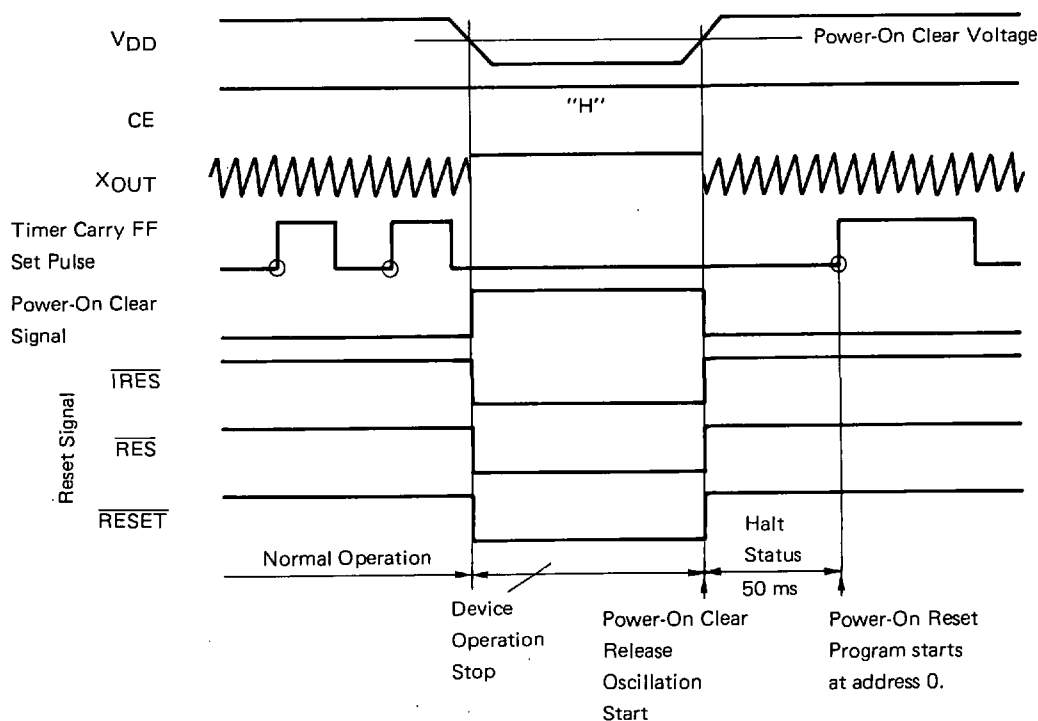 VDD
Power-On Clear Voltage
CE
"H"
XOUT
Timer Carry FF
Set Pulse
Power-On Clear
Signal
Reset Signal
IRES
RES
RESET
Normal Operation
Halt
Status
50 ms
Device
Operation
Stop
Power-On Clear
Release
Oscillation
Start
Power-On Reset
Program starts
at address 0.